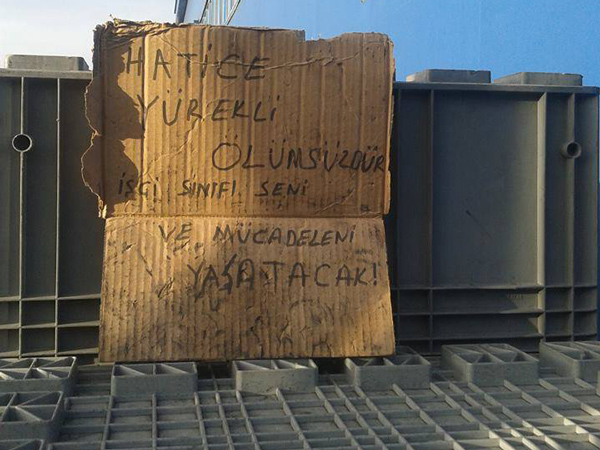 HATİCE
YÜREKLİ
ÖLÜMSÜZDÜR
İŞÇİ SINIFI SENİ
VE MÜCADELENİ
YAŞATACAK!